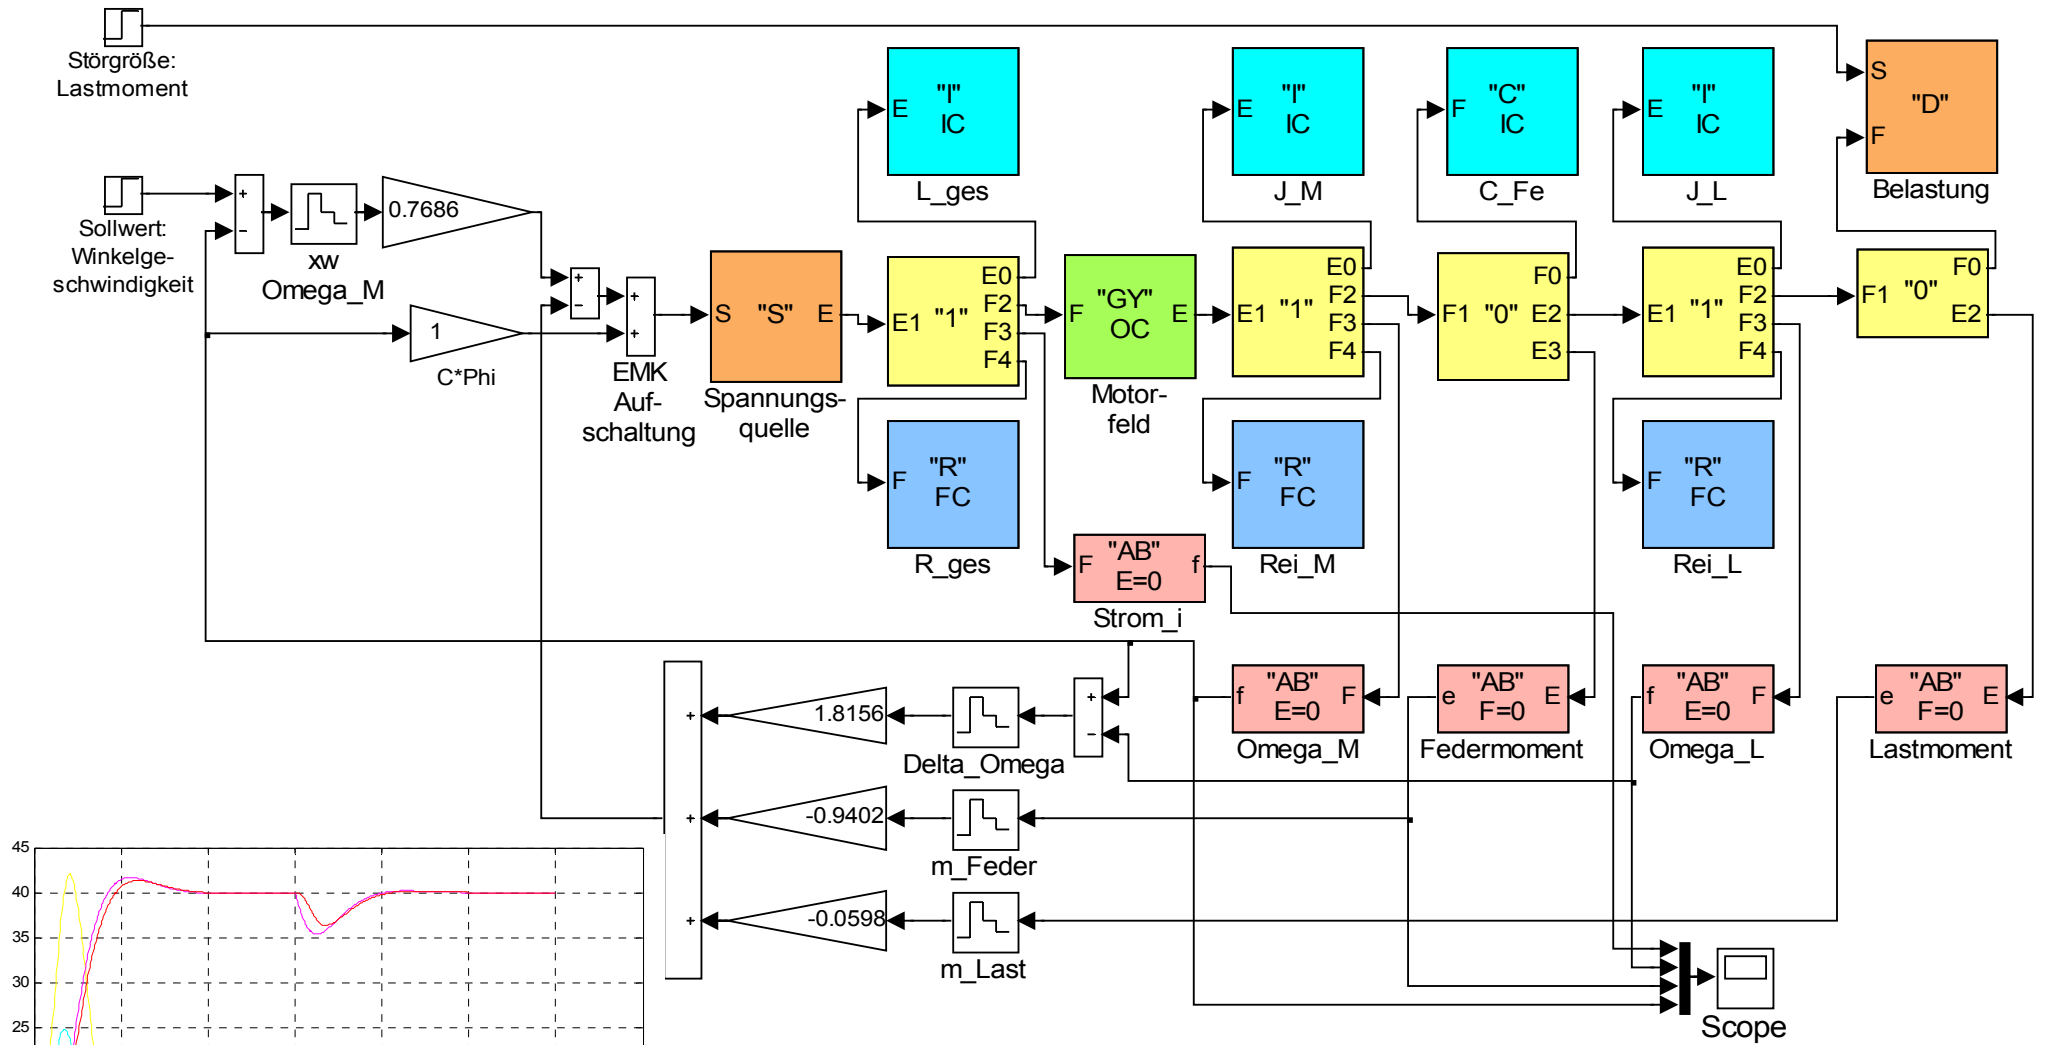 Störgröße:
Lastmoment
"I"
E
IC
L_ges
"I"
E
IC
J_M
"C"
F
IC
C_Fe
"I"
E
IC
J_L
S
"D"
F
Belastung
+
−
Sollwert:
Winkelge-
schwindigkeit
xw
Omega_M
0.7686
1
C*Phi
+
−
+
+
EMK
Auf-
schaltung
S "S" E
Spannungs-
quelle
E0
F2
E1 "1"
F3
F4
"GY"
F E
OC
Motor-
feld
E0
F2
E1 "1"
F3
F4
F0
F1 "0" E2
E3
E0
F2
E1 "1"
F3
F4
F0
F1 "0"
E2
"R"
F
FC
R_ges
"R"
F
FC
Rei_M
"R"
F
FC
Rei_L
"AB"
F f
E=0
Strom_i
"AB"
f F
E=0
Omega_M
"AB"
e E
F=0
Federmoment
"AB"
f F
E=0
Omega_L
"AB"
e E
F=0
Lastmoment
+
+
+
1.8156
Delta_Omega
+
−
-0.9402
m_Feder
-0.0598
m_Last
Scope
45
40
35
30
25